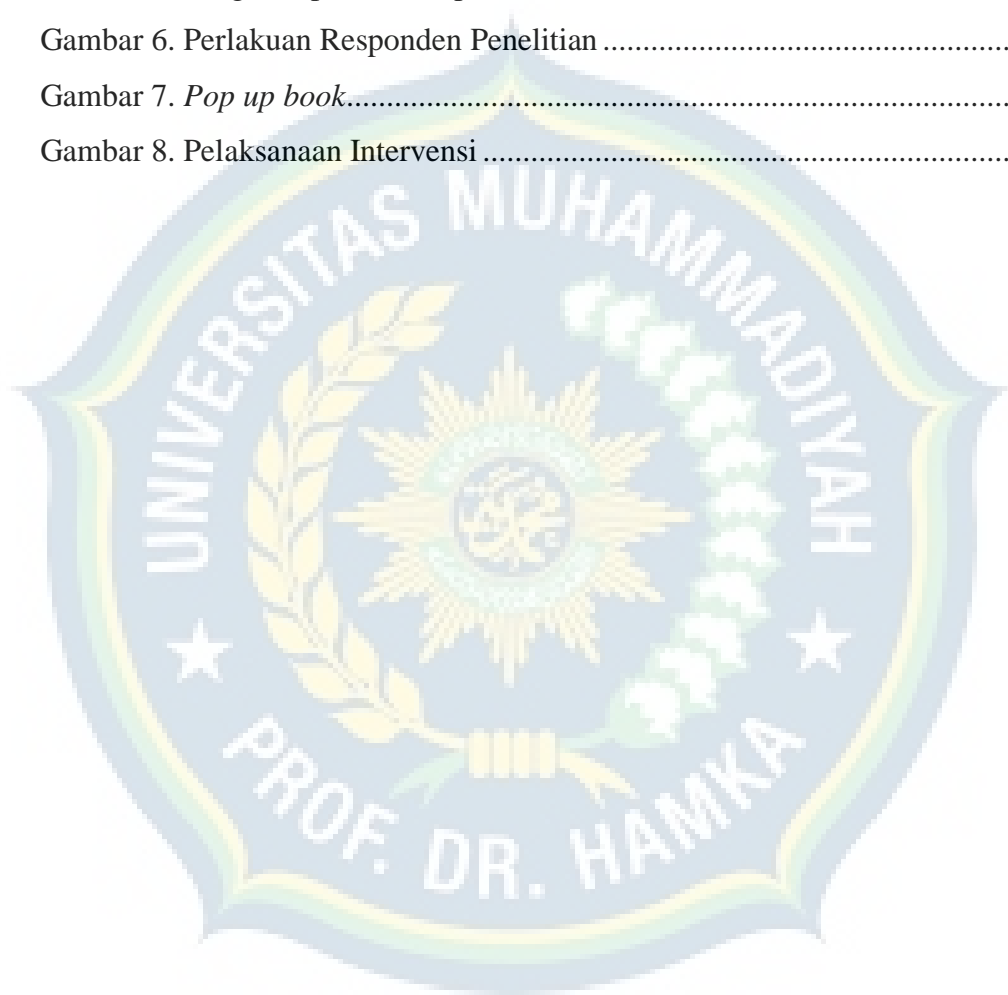 Gambar 6. Perlakuan Responden Penelitian ........................................................
Gambar 7. Pop up book.........................................................................................
Gambar 8. Pelaksanaan Intervensi .......................................................................
UNIVERSITAS MUHAMMADIYAH
PROF. DR. HAMKA